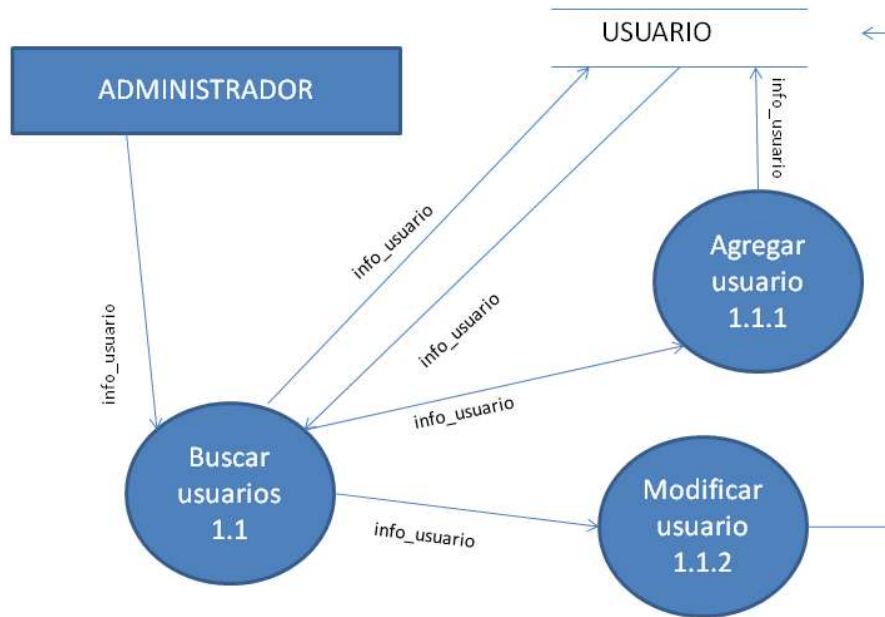 USUARIO
ADMINISTRADOR
info_usuario
Agregar
usuario
1.1.1
info_usuario
info_usuario
info_usuario
info_usuario
Buscar
usuarios
1.1
info_usuario
Modificar
usuario
1.1.2